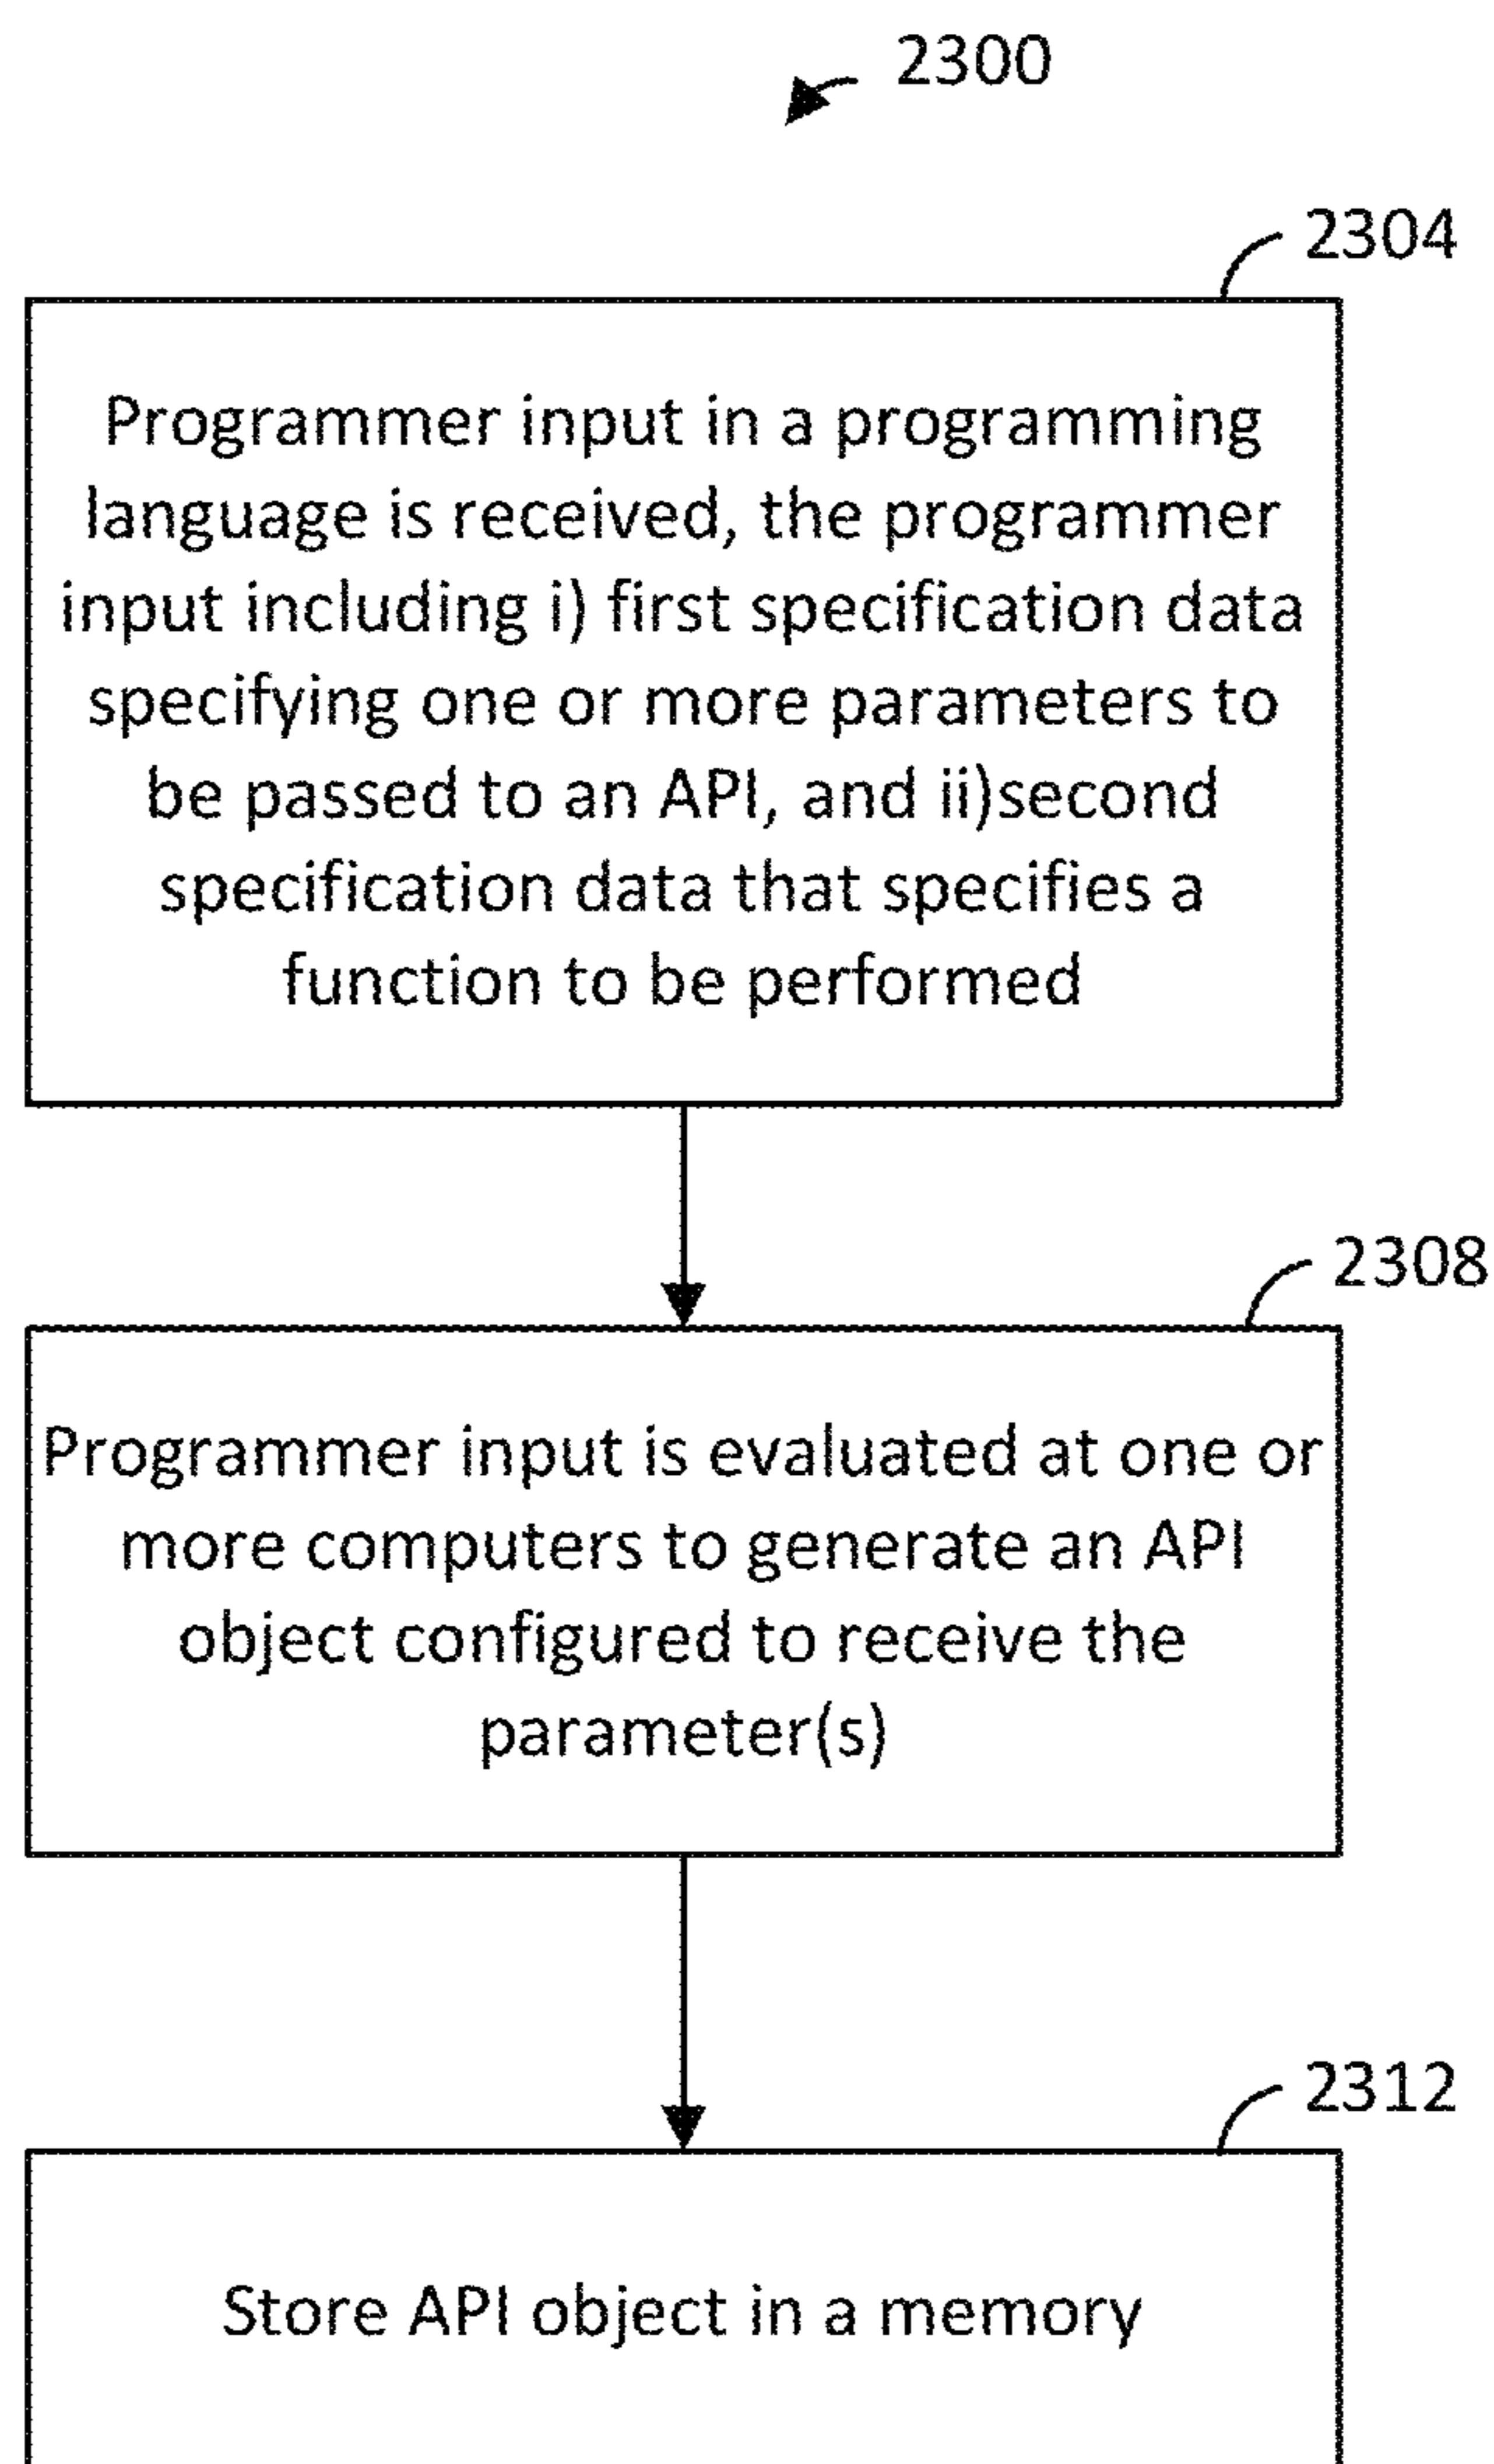 2300
2304
Programmer input in a programming
language is received, the programmer
input including i) first specification data
specifying one or more parameters to
be passed to an API, and ii)second
specification data that specifies a
function to be performed
2308
Programmer input is evaluated at one or
more computers to generate an API
object configured to receive the
parameter(s)
2312
Store API object in a memory